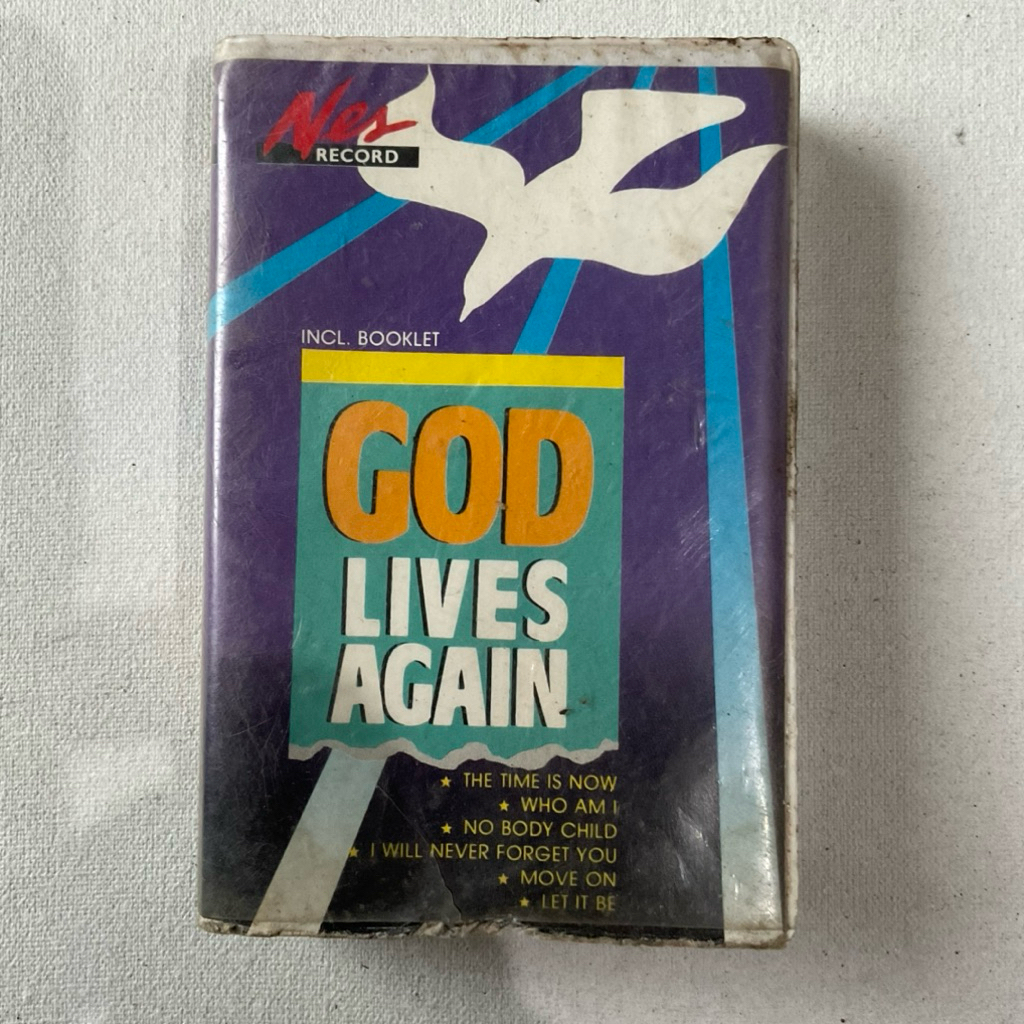 Nes
RECORD
INCL. BOOKLET
GOD
LIVES
AGAIN
★ THE TIME IS NOW
★ WHO AM I
★ NO BODY CHILD
★ I WILL NEVER FORGET YOU
★ MOVE ON
★ LET IT BE